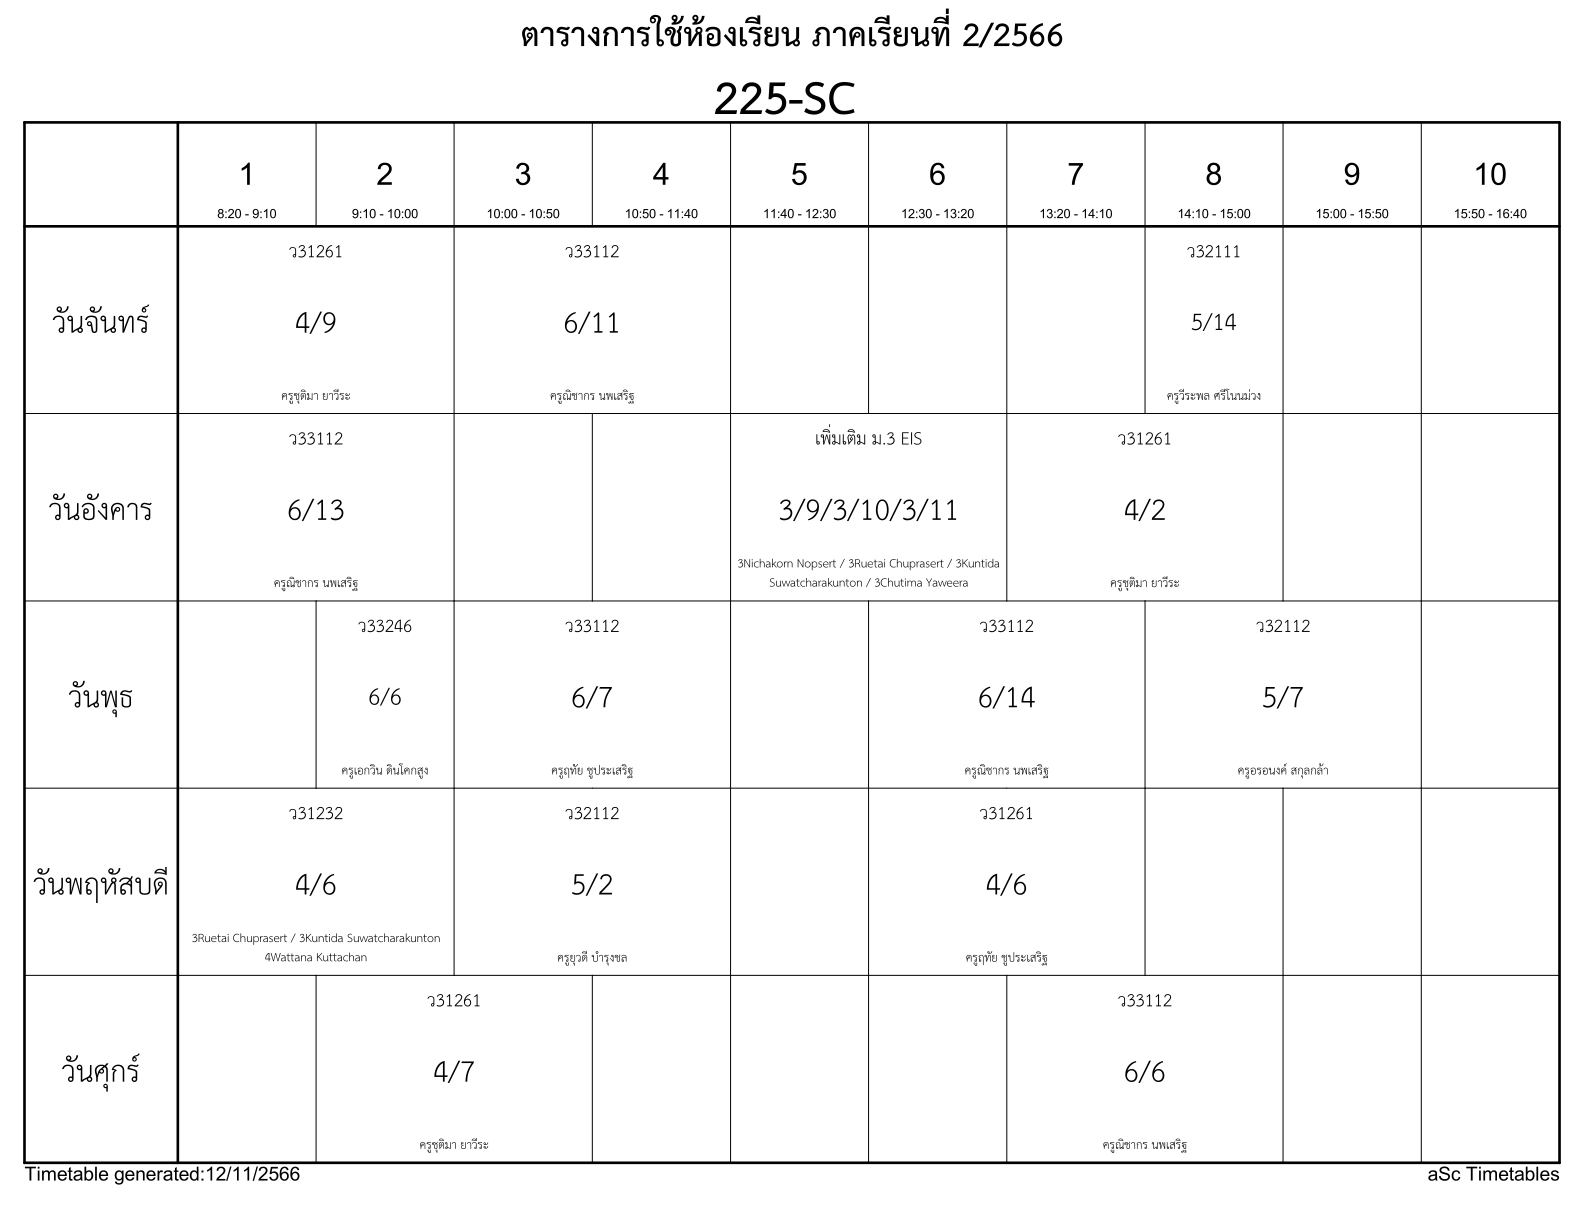 ตารางการใช้ห้องเรียน ภาคเรียนที่ 2/2566
225-SC
1 2 3 4 5 6 7 8 9 10
8:20 - 9:10 9:10 - 10:00 10:00 - 10:50 10:50 - 11:40 11:40 - 12:30 12:30 - 13:20 13:20 - 14:10 14:10 - 15:00 15:00 - 15:50 15:50 - 16:40
ว31261 ว33112 ว32111
วันจันทร์ 4/9 6/11 5/14
ครูชุติมา ยาวีระ ครูณิชากร นพเสริฐ ครูวีระพล ศรีโนนม่วง
ว33112 เพิ่มเติม ม.3 EIS ว31261
วันอังคาร 6/13 3/9/3/10/3/11 4/2
3Nichakorn Nopsert / 3Ruetai Chuprasert / 3Kuntida
ครูณิชากร นพเสริฐ Suwatcharakunton / 3Chutima Yaweera ครูชุติมา ยาวีระ
ว33246 ว33112 ว33112 ว32112
วันพุธ 6/6 6/7 6/14 5/7
ครูเอกวิน ดินโคกสูง ครูฤทัย ชูประเสริฐ ครูณิชากร นพเสริฐ ครูอรอนงค์ สกุลกล้า
ว31232 ว32112 ว31261
วันพฤหัสบดี 4/6 5/2 4/6
3Ruetai Chuprasert / 3Kuntida Suwatcharakunton
4Wattana Kuttachan ครูยุวดี บำรุงชล ครูฤทัย ชูประเสริฐ
ว31261 ว33112
วันศุกร์ 4/7 6/6
ครูชุติมา ยาวีระ ครูณิชากร นพเสริฐ
Timetable generated:12/11/2566 aSc Timetables